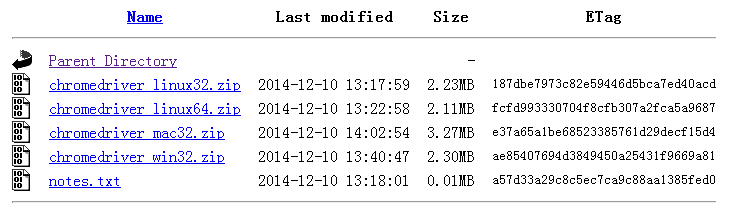 Name Last modified Size ETag
Parent Directory -
chromedriver_linux32.zip 2014-12-10 13:17:59 2.23MB 187dbe7973c82e59446d5bca7ed40acd
chromedriver_linux64.zip 2014-12-10 13:22:58 2.11MB fcfd993330704f8cfb307a2fca5a9687
chromedriver_mac32.zip 2014-12-10 14:02:54 3.27MB e37a65a1be68523385761d29decf15d4
chromedriver_win32.zip 2014-12-10 13:40:47 2.30MB ae85407694d3849450a25431f9669a81
notes.txt 2014-12-10 13:18:01 0.01MB a57d33a29c8c5ec7ca9c88aa1385fed0